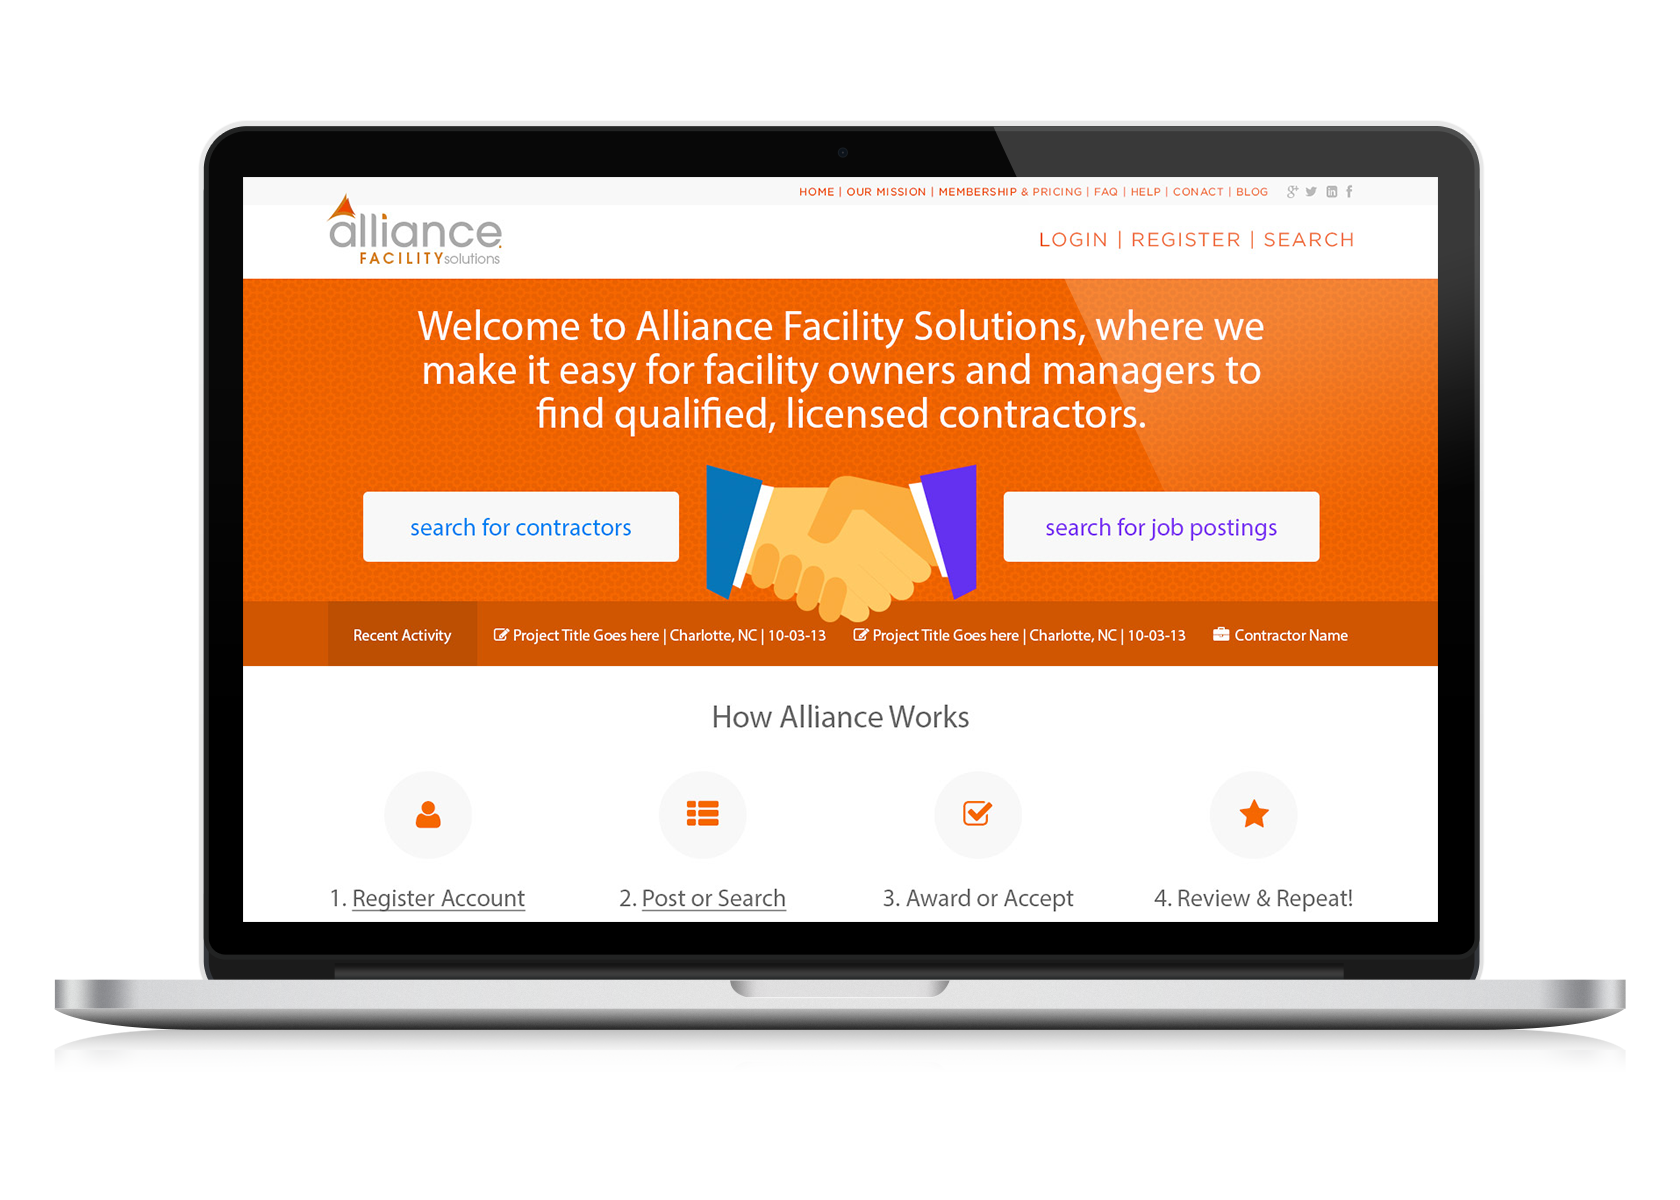 HOME | OUR MISSION | MEMBERSHIP & PRICING | FAQ | HELP | CONACT | BLOG
alliance
FACILITYsolutions
LOGIN | REGISTER | SEARCH
Welcome to Alliance Facility Solutions, where we
make it easy for facility owners and managers to
find qualified, licensed contractors.
search for contractors
search for job postings
Recent Activity
Project Title Goes here | Charlotte, NC | 10-03-13
Project Title Goes here | Charlotte, NC | 10-03-13
Contractor Name
How Alliance Works
1. Register Account
2. Post or Search
3. Award or Accept
4. Review & Repeat!